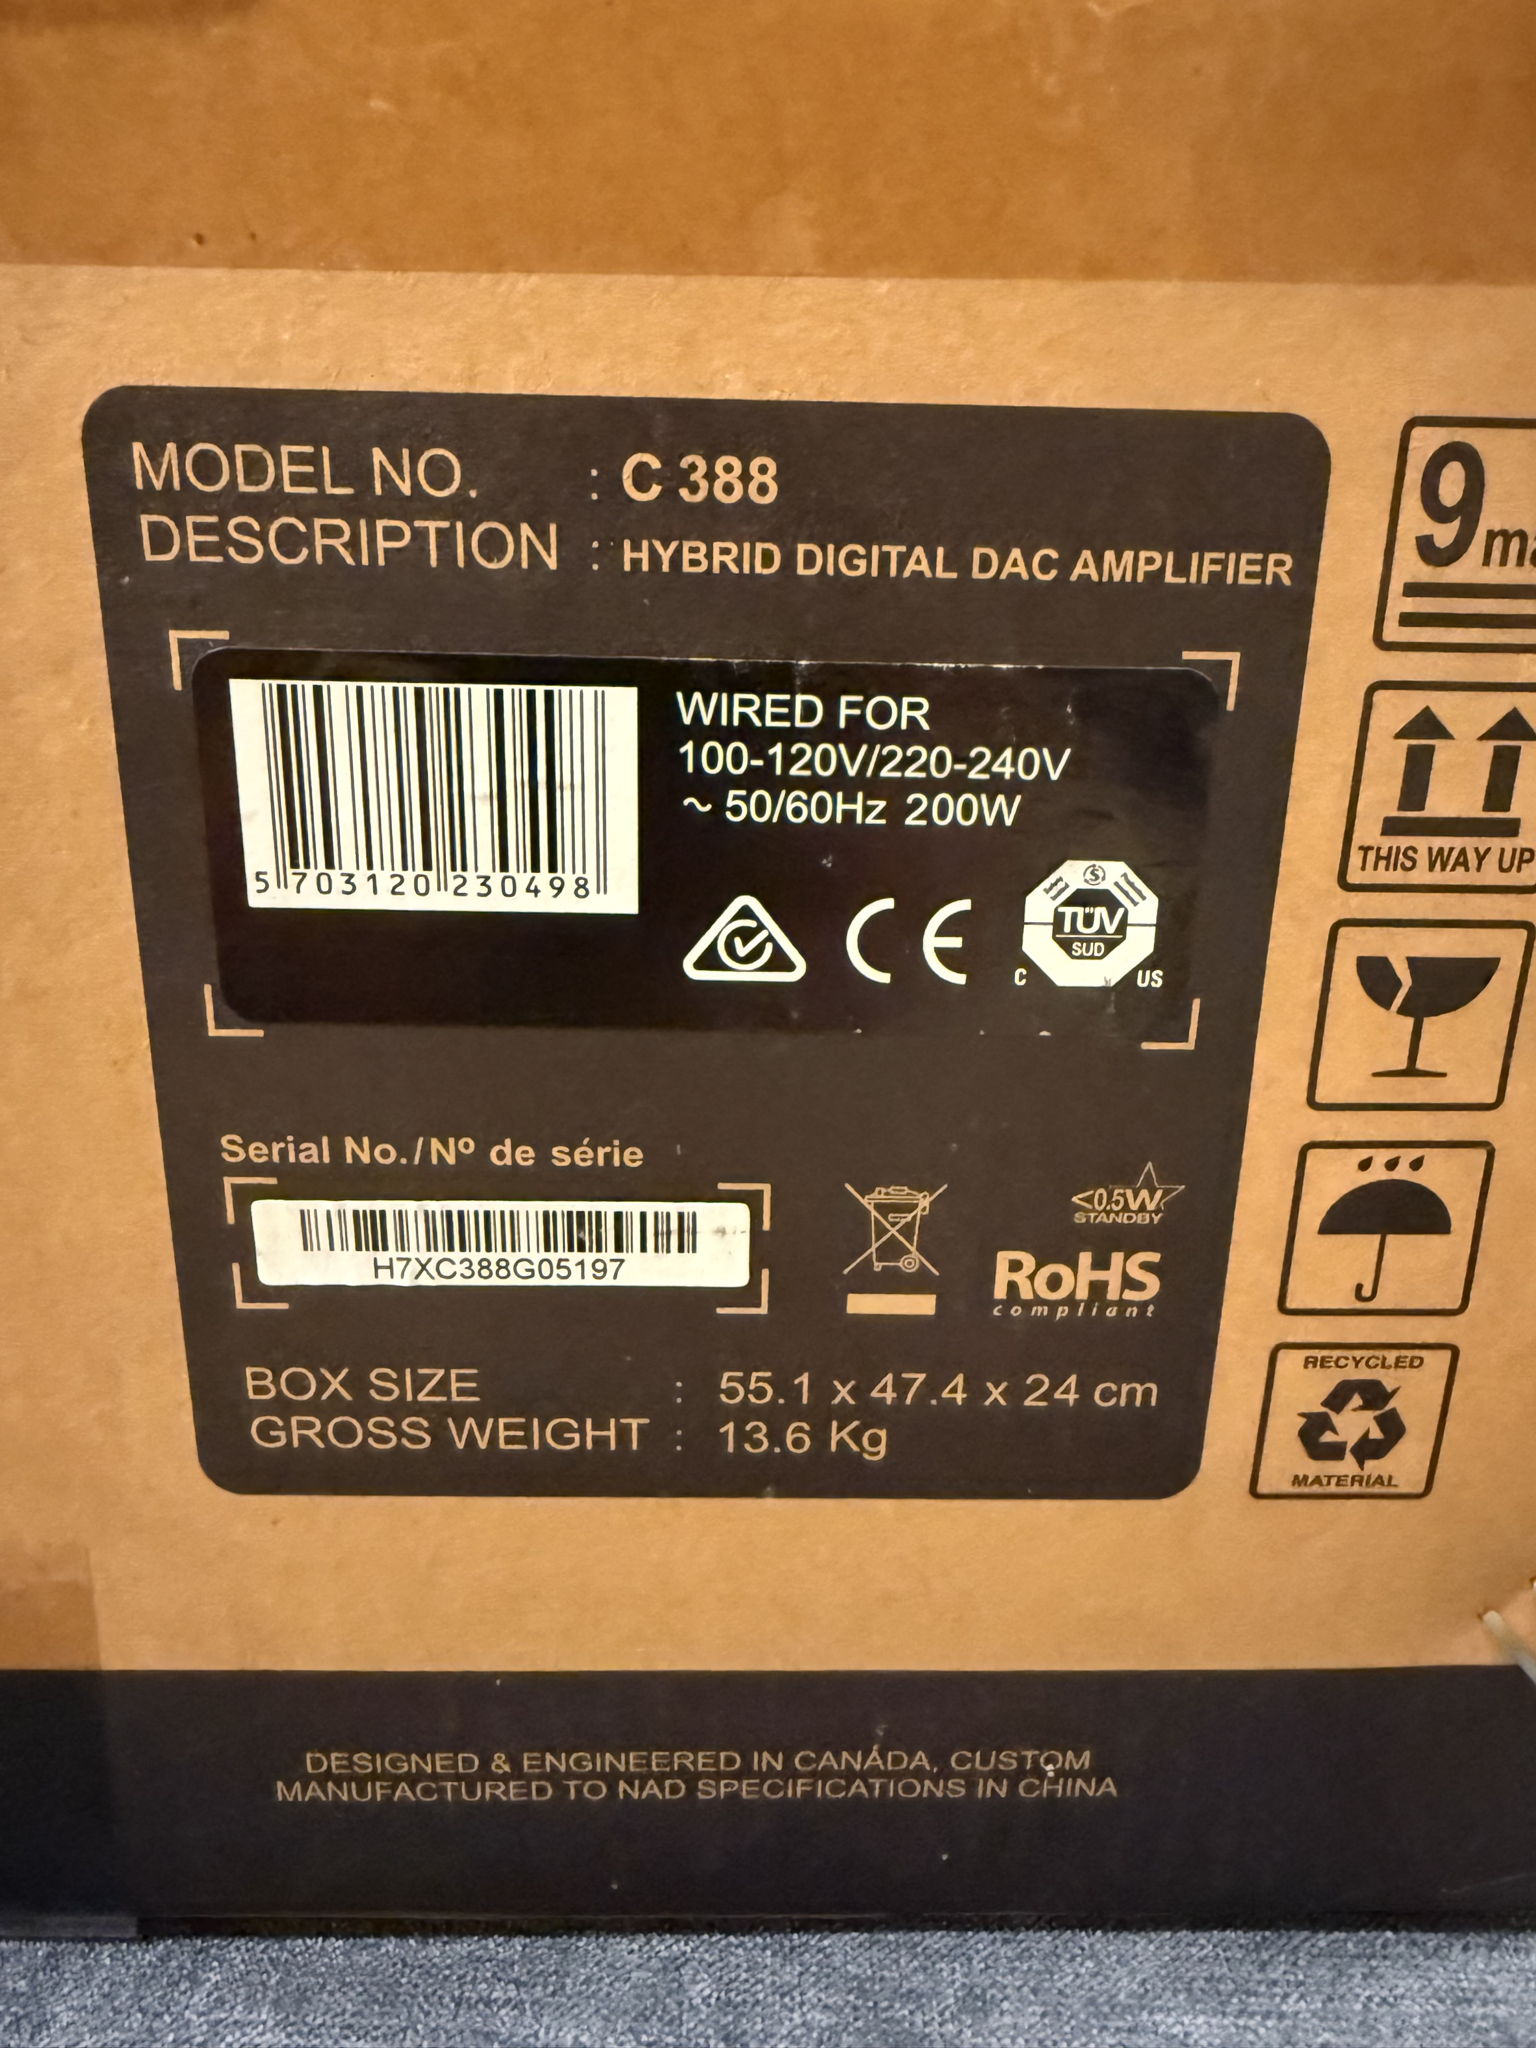 MODEL NO. : C 388
DESCRIPTION : HYBRID DIGITAL DAC AMPLIFIER
WIRED FOR
100-120V/220-240V
~ 50/60Hz 200W
5 703120 230498
TÜV
SUD
C US
Serial No./Nº de série
H7XC388G05197
<0.5W
STANDBY
RoHS
compliant
BOX SIZE : 55.1 x 47.4 x 24 cm
GROSS WEIGHT : 13.6 Kg
9
THIS WAY UP
RECYCLED
MATERIAL
DESIGNED & ENGINEERED IN CANADA, CUSTOM
MANUFACTURED TO NAD SPECIFICATIONS IN CHINA